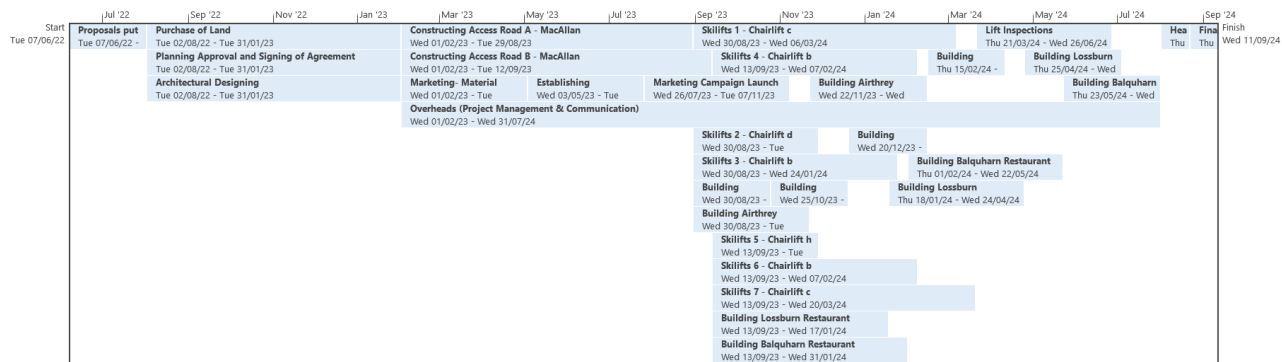 Jul '22 Sep '22 Nov '22 Jan '23 Mar '23 May '23 Jul '23 Sep '23 Nov '23 Jan '24 Mar '24 May '24 Jul '24 Sep '24
Start
Tue 07/06/22
Finish
Wed 11/09/24
Proposals put
Tue 07/06/22 -
Purchase of Land
Tue 02/08/22 - Tue 31/01/23
Constructing Access Road A - MacAllan
Wed 01/02/23 - Tue 29/08/23
Skilifts 1 - Chairlift c
Wed 30/08/23 - Wed 06/03/24
Lift Inspections
Thu 21/03/24 - Wed 26/06/24
Hea
Thu
Fina
Thu
Planning Approval and Signing of Agreement
Tue 02/08/22 - Tue 31/01/23
Constructing Access Road B - MacAllan
Wed 01/02/23 - Tue 12/09/23
Skilifts 4 - Chairlift b
Wed 13/09/23 - Wed 07/02/24
Building
Thu 15/02/24 -
Building Lossburn
Thu 25/04/24 - Wed
Architectural Designing
Tue 02/08/22 - Tue 31/01/23
Marketing- Material
Wed 01/02/23 - Tue
Establishing
Wed 03/05/23 - Tue
Marketing Campaign Launch
Wed 26/07/23 - Tue 07/11/23
Building Airthrey
Wed 22/11/23 - Wed
Building Balquharn
Thu 23/05/24 - Wed
Overheads (Project Management & Communication)
Wed 01/02/23 - Wed 31/07/24
Skilifts 2 - Chairlift d
Wed 30/08/23 - Tue
Building
Wed 20/12/23 -
Skilifts 3 - Chairlift b
Wed 30/08/23 - Wed 24/01/24
Building Balquharn Restaurant
Thu 01/02/24 - Wed 22/05/24
Building
Wed 30/08/23 -
Building
Wed 25/10/23 -
Building Lossburn
Thu 18/01/24 - Wed 24/04/24
Building Airthrey
Wed 30/08/23 - Tue
Skilifts 5 - Chairlift h
Wed 13/09/23 - Tue
Skilifts 6 - Chairlift b
Wed 13/09/23 - Wed 07/02/24
Skilifts 7 - Chairlift c
Wed 13/09/23 - Wed 20/03/24
Building Lossburn Restaurant
Wed 13/09/23 - Wed 17/01/24
Building Balquharn Restaurant
Wed 13/09/23 - Wed 31/01/24